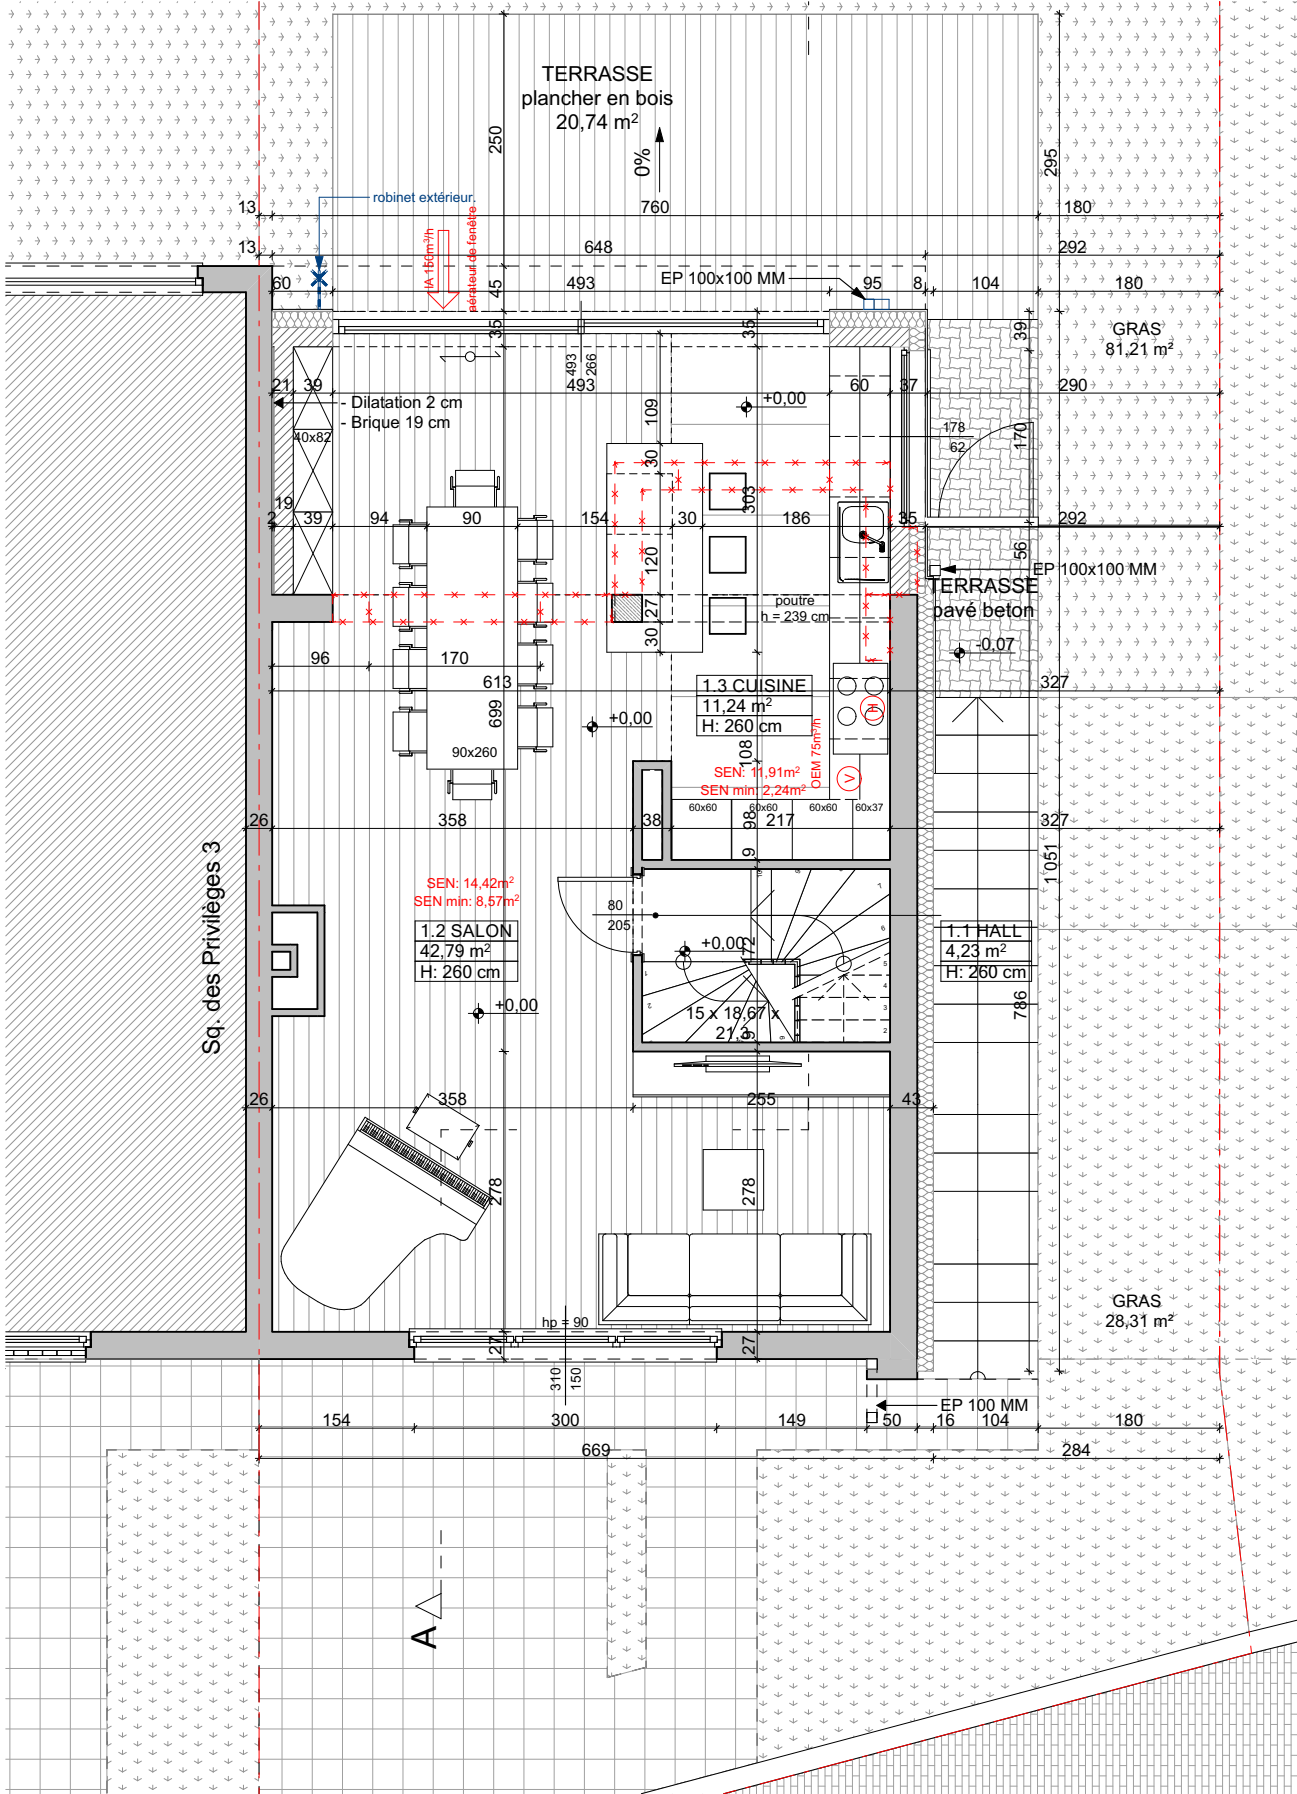 TERRASSE
plancher en bois
20,74 m²
250
0%
295
robinet extérieur.
13
760
180
IA 150m³/h
aérateur de fenêtre
13
648
292
EP 100x100 MM
60
45
493
95
8
104
180
35
35
39
GRAS
81,21 m²
493
266
21
39
493
60
37
290
- Dilatation 2 cm
- Brique 19 cm
+0,00
109
40x82
178
62
170
30
303
19
2
39
94
90
154
30
186
35
292
56
EP 100x100 MM
120
TERRASSE
pavé beton
poutre
h = 239 cm
27
30
-0,07
96
170
613
327
1.3 CUISINE
11,24 m²
H: 260 cm
699
+0,00
H
90x260
108
OEM 75m³/h
SEN: 11,91m²
SEN min: 2,24m²
V
60x60
60x60
60x60
60x37
26
358
38
98
217
327
9
1 051
Sq. des Privilèges 3
SEN: 14,42m²
SEN min: 8,57m²
80
205
1.2 SALON
42,79 m²
H: 260 cm
+0,00
72
1.1 HALL
4,23 m²
H: 260 cm
+0,00
786
15 x 18,67 x
21,3
9
26
358
255
43
278
278
GRAS
28,31 m²
hp = 90
27
27
310
150
154
300
149
50
EP 100 MM
16
104
180
669
284
A